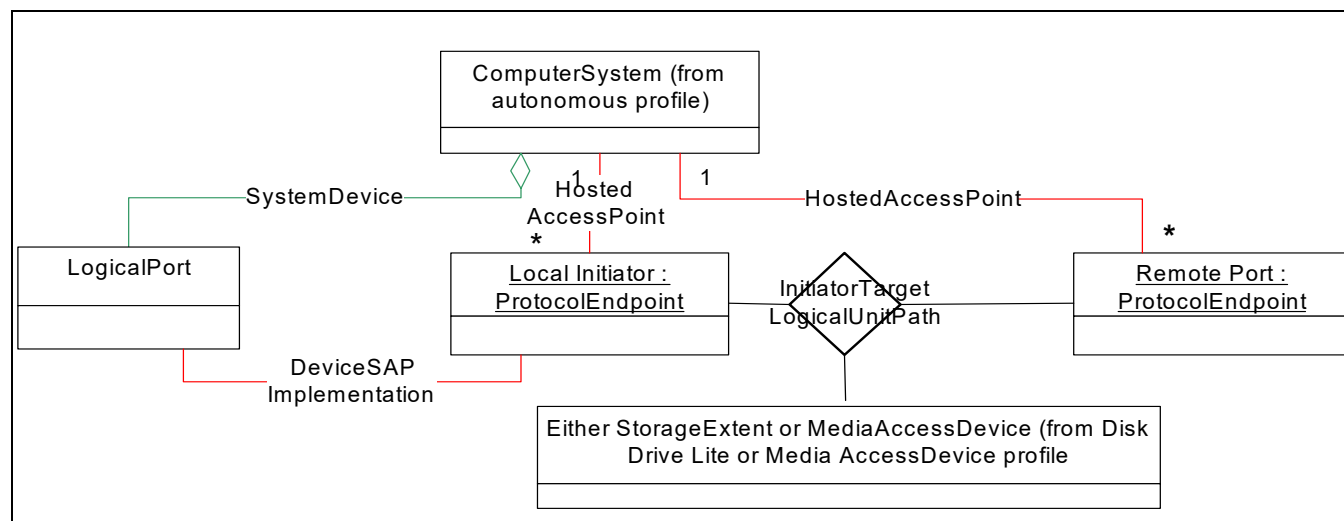 ComputerSystem (from
autonomous profile)
1
1
SystemDevice
Hosted
AccessPoint
HostedAccessPoint
*
*
LogicalPort
Local Initiator :
ProtocolEndpoint
InitiatorTarget
LogicalUnitPath
Remote Port :
ProtocolEndpoint
DeviceSAP
Implementation
Either StorageExtent or MediaAccessDevice (from Disk
Drive Lite or Media AccessDevice profile